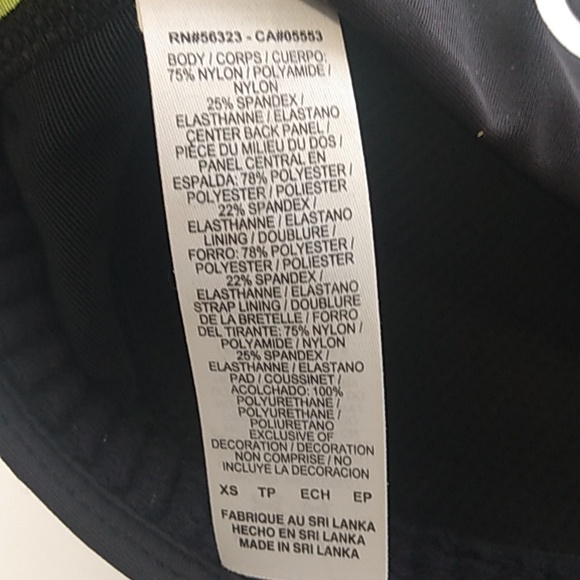 RN#56323 - CA#05553
BODY / CORPS / CUERPO:
75% NYLON / POLYAMIDE /
NYLON
25% SPANDEX /
ELASTHANNE / ELASTANO
CENTER BACK PANEL /
PIÈCE DU MILIEU DU DOS /
PANEL CENTRAL EN
ESPALDA: 78% POLYESTER /
POLYESTER / POLIESTER
22% SPANDEX /
ELASTHANNE / ELASTANO
LINING / DOUBLURE /
FORRO: 78% POLYESTER /
POLYESTER / POLIESTER
22% SPANDEX /
ELASTHANNE / ELASTANO
STRAP LINING / DOUBLURE
DE LA BRETELLE / FORRO
DEL TIRANTE: 75% NYLON /
POLYAMIDE / NYLON
25% SPANDEX /
ELASTHANNE / ELASTANO
PAD / COUSSINET /
ACOLCHADO: 100%
POLYURETHANE /
POLYURETHANE /
POLIURETANO
EXCLUSIVE OF
DECORATION / DECORATION
NON COMPRISE / NO
INCLUYE LA DECORACION
XS TP ECH EP
FABRIQUE AU SRI LANKA
HECHO EN SRI LANKA
MADE IN SRI LANKA